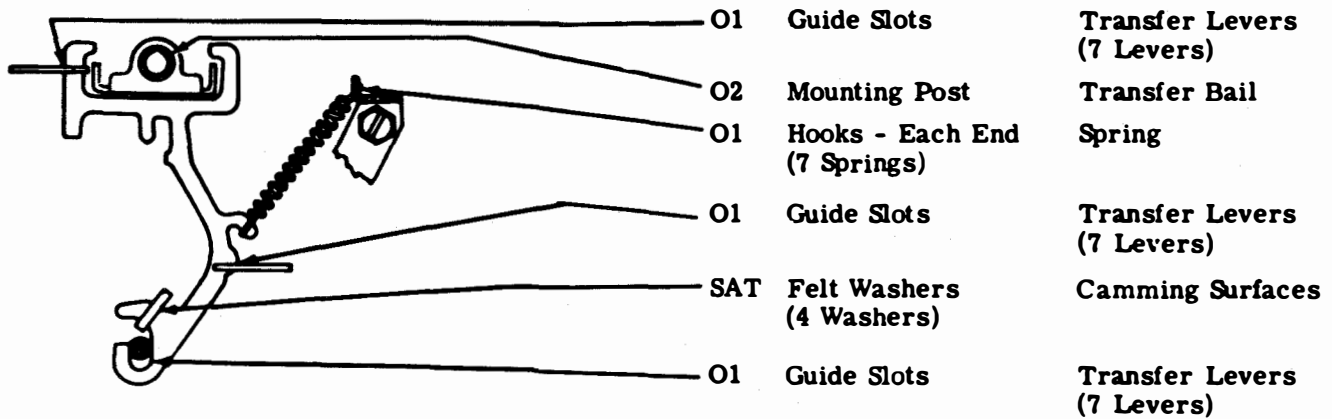 O1 Guide Slots Transfer Levers
(7 Levers)
O2 Mounting Post Transfer Bail
O1 Hooks - Each End Spring
(7 Springs)
O1 Guide Slots Transfer Levers
(7 Levers)
SAT Felt Washers Camming Surfaces
(4 Washers)
O1 Guide Slots Transfer Levers
(7 Levers)